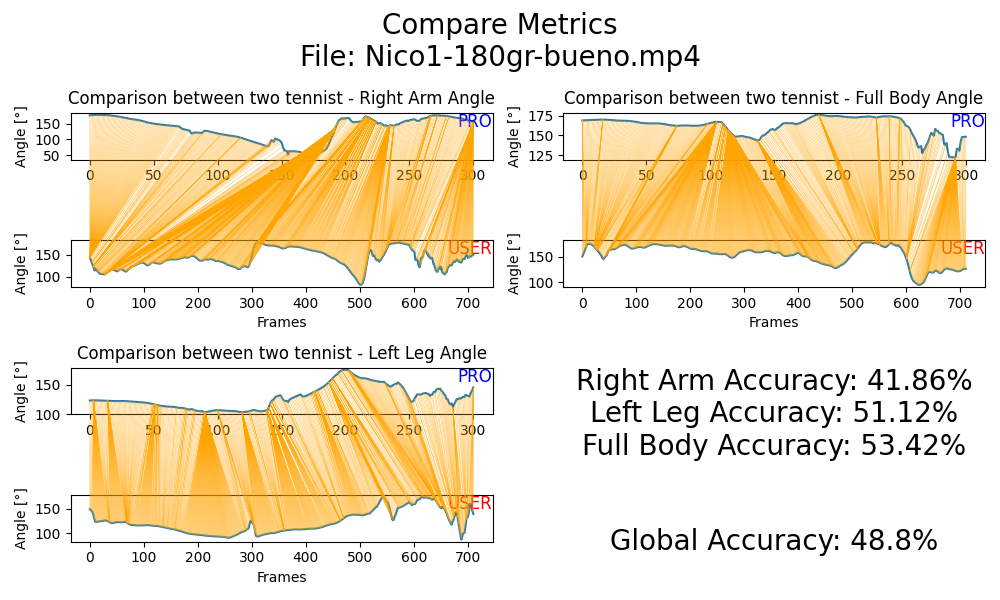 Compare Metrics
File: Nico1-180gr-bueno.mp4
Comparison between two tennist - Right Arm Angle
Angle [°]
150
100
50
PRO
0 50 100 150 200 250 300
Angle [°]
150
100
USER
0 100 200 300 400 500 600 700
Frames
Comparison between two tennist - Full Body Angle
Angle [°]
175
150
125
PRO
0 50 100 150 200 250 300
Angle [°]
150
100
USER
0 100 200 300 400 500 600 700
Frames
Comparison between two tennist - Left Leg Angle
Angle [°]
150
100
PRO
0 50 100 150 200 250 300
Angle [°]
150
100
USER
0 100 200 300 400 500 600 700
Frames
Right Arm Accuracy: 41.86%
Left Leg Accuracy: 51.12%
Full Body Accuracy: 53.42%
Global Accuracy: 48.8%